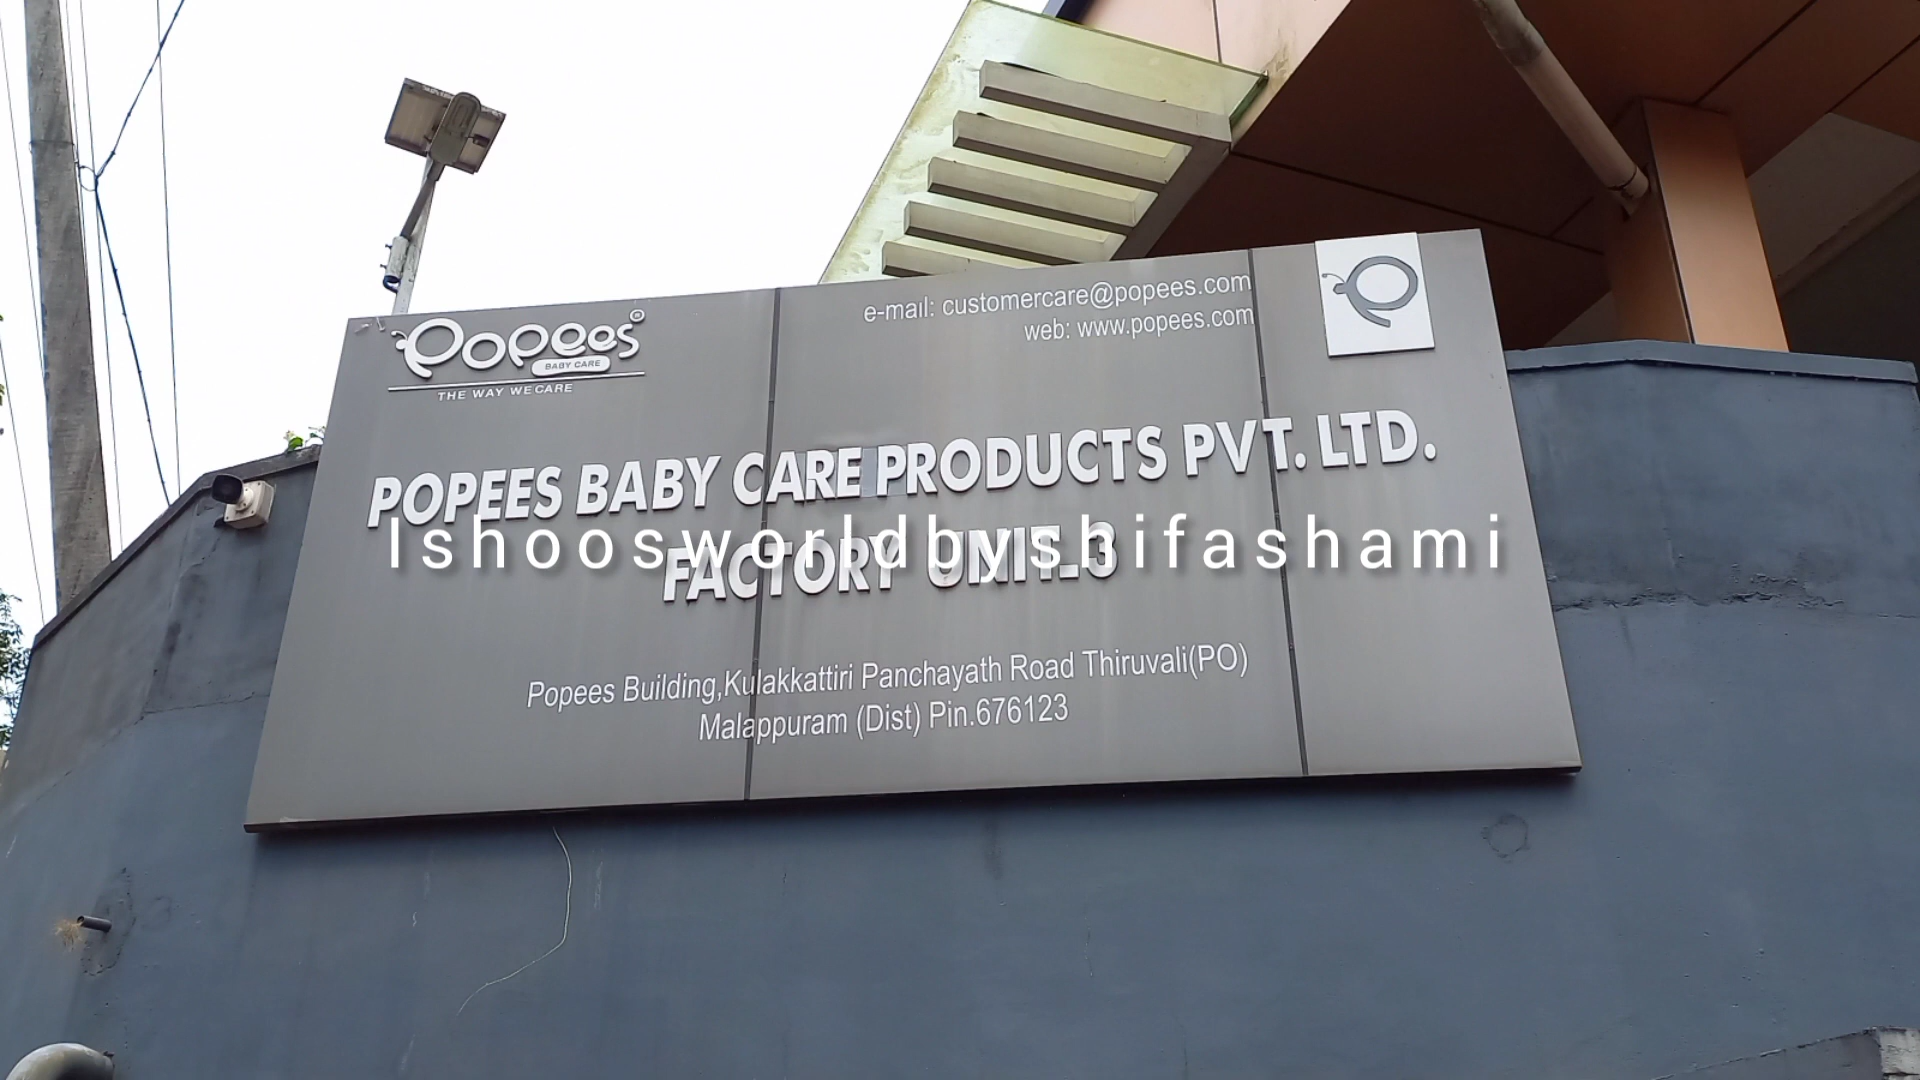 Popees®
BABY CARE
THE WAY WE CARE
e-mail: customercare@popees.com
web: www.popees.com
POPEES BABY CARE PRODUCTS PVT. LTD.
Ishoosworldbyshifashami
FACTORY UNIT-3
Popees Building,Kulakkattiri Panchayath Road Thiruvali(PO)
Malappuram (Dist) Pin.676123